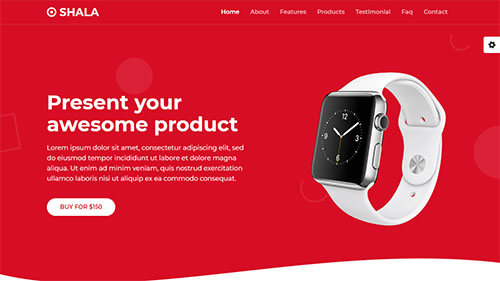 SHALA
Home About Features Products Testimonial Faq Contact
Present your
awesome product
Lorem ipsum dolor sit amet, consectetur adipiscing elit, sed
do eiusmod tempor incididunt ut labore et dolore magna
aliqua. Ut enim ad minim veniam, quis nostrud exercitation
ullamco laboris nisi ut aliquip ex ea commodo consequat.
BUY FOR $150